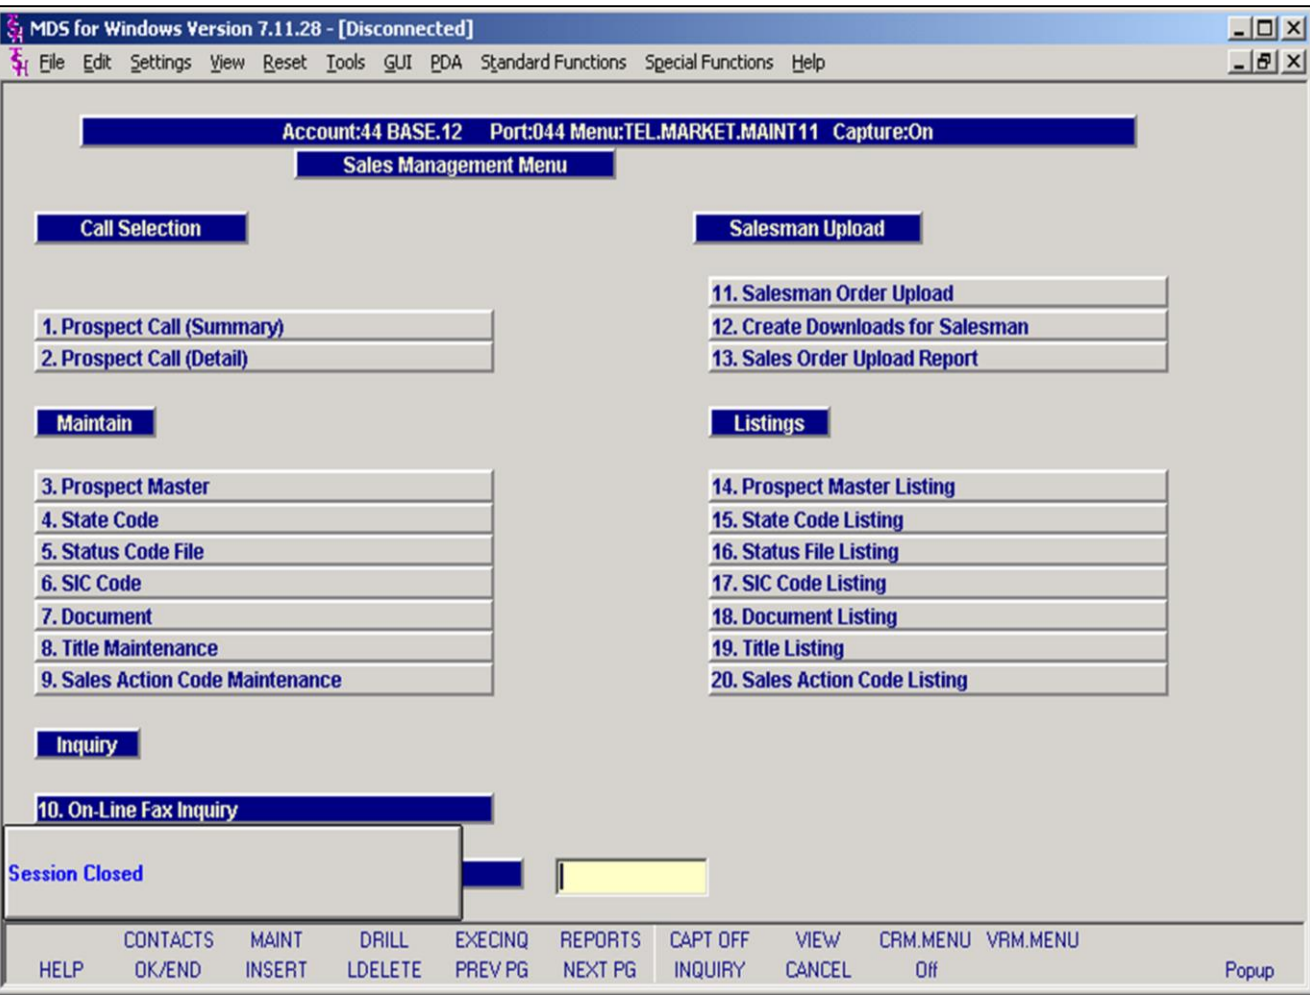 MDS for Windows Version 7.11.28 - [Disconnected]
File Edit Settings View Reset Tools GUI PDA Standard Functions Special Functions Help
Account:44 BASE.12 Port:044 Menu:TEL.MARKET.MAINT11 Capture:On
Sales Management Menu
Call Selection
1. Prospect Call (Summary)
2. Prospect Call (Detail)
Maintain
3. Prospect Master
4. State Code
5. Status Code File
6. SIC Code
7. Document
8. Title Maintenance
9. Sales Action Code Maintenance
Inquiry
10. On-Line Fax Inquiry
Salesman Upload
11. Salesman Order Upload
12. Create Downloads for Salesman
13. Sales Order Upload Report
Listings
14. Prospect Master Listing
15. State Code Listing
16. Status File Listing
17. SIC Code Listing
18. Document Listing
19. Title Listing
20. Sales Action Code Listing
Session Closed
CONTACTS MAINT DRILL EXECINQ REPORTS CAPT OFF VIEW CRM.MENU VRM.MENU
HELP OK/END INSERT LDELETE PREV PG NEXT PG INQUIRY CANCEL Off Popup